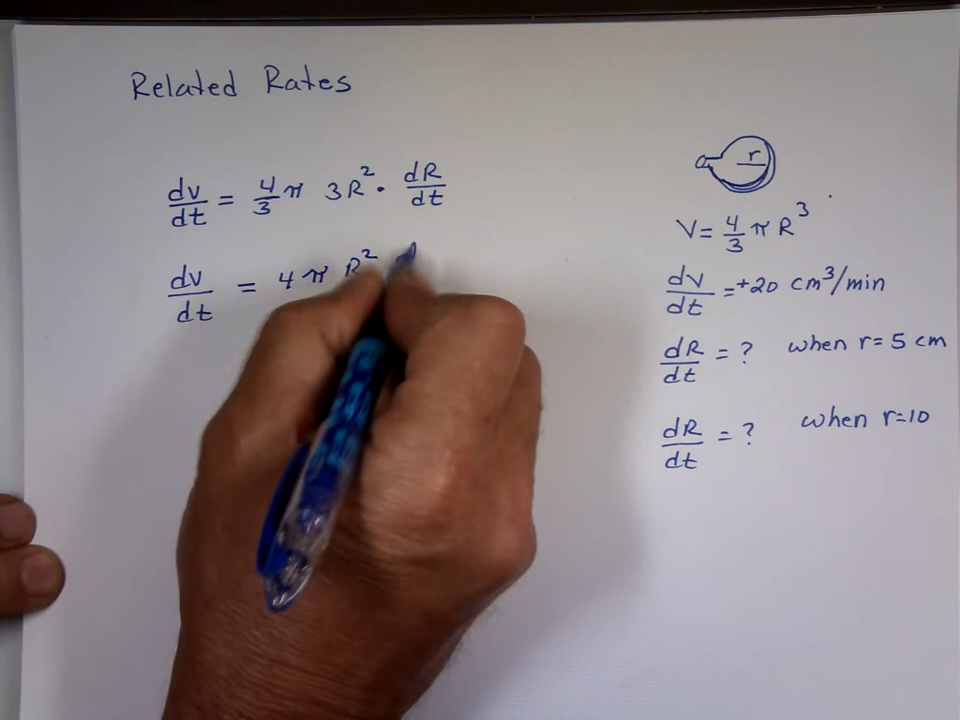 Related Rates
dv/dt = 4/3 π 3R² · dR/dt
dv/dt = 4 π R²
r
V = 4/3 π R³
dv/dt = +20 cm³/min
dR/dt = ? when r = 5 cm
dR/dt = ? when r = 10